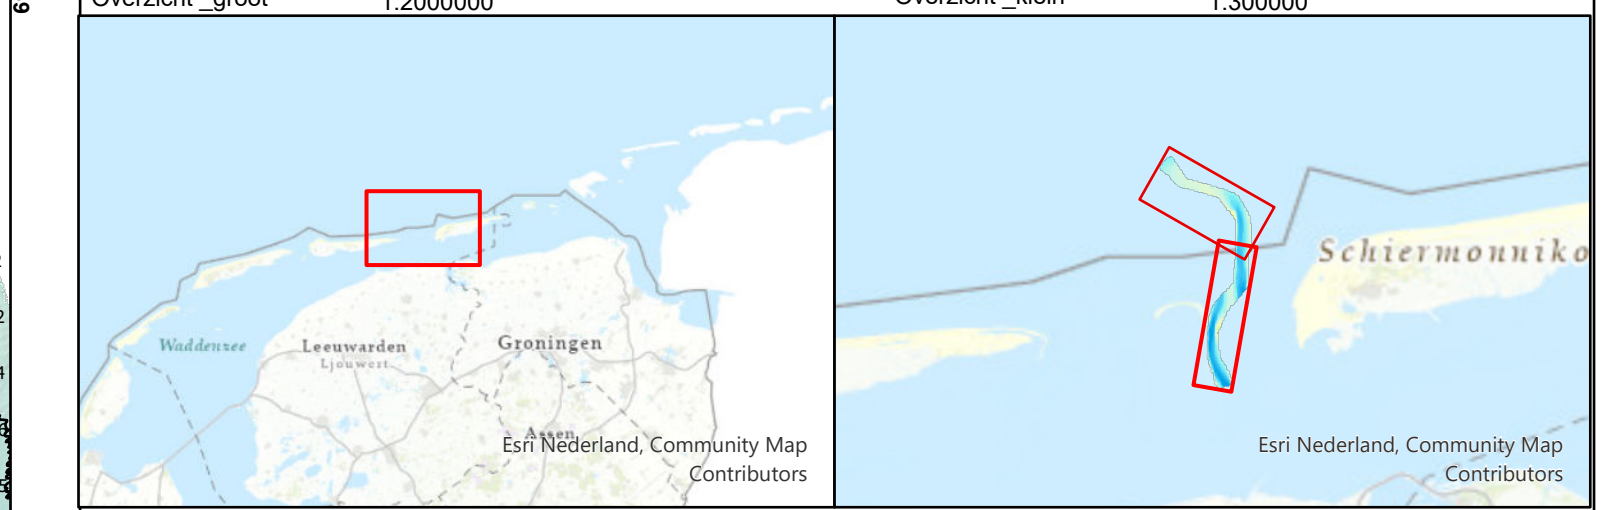 Overzicht _groot
1:2000000
Overzicht _klein
1:300000
Waddenzee
Leeuwarden
Ljouwert
Groningen
Assen
Esri Nederland, Community Map
Contributors
Schiermonniko
Esri Nederland, Community Map
Contributors